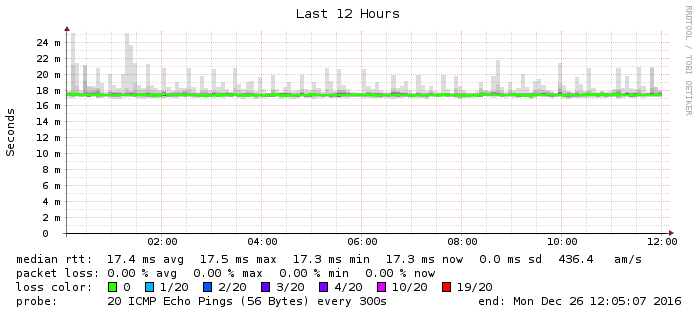 Last 12 Hours
RRDTOOL / TOBI OETIKER
Seconds
24 m
22 m
20 m
18 m
16 m
14 m
12 m
10 m
8 m
6 m
4 m
2 m
0
02:00 04:00 06:00 08:00 10:00 12:00
median rtt: 17.4 ms avg 17.5 ms max 17.3 ms min 17.3 ms now 0.0 ms sd 436.4 am/s
packet loss: 0.00 % avg 0.00 % max 0.00 % min 0.00 % now
loss color: 0 1/20 2/20 3/20 4/20 10/20 19/20
probe: 20 ICMP Echo Pings (56 Bytes) every 300s end: Mon Dec 26 12:05:07 2016